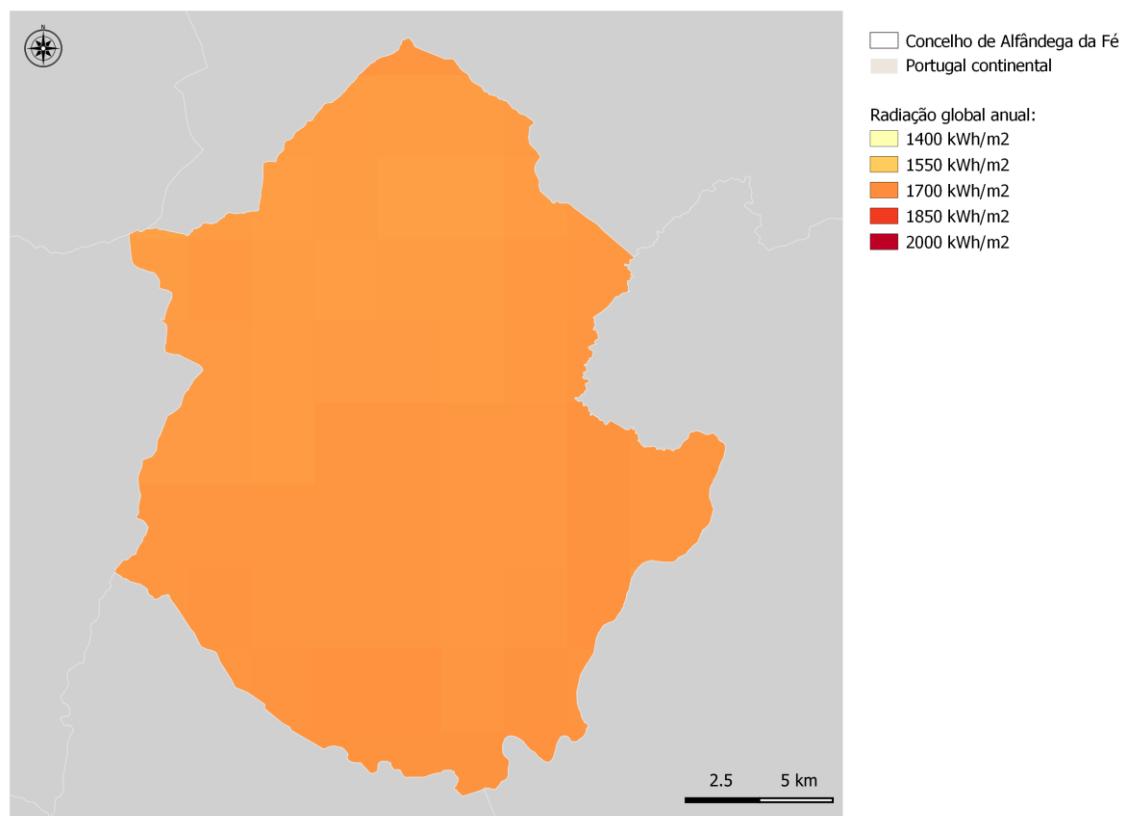 N
Concelho de Alfândega da Fé
Portugal continental
Radiação global anual:
1400 kWh/m2
1550 kWh/m2
1700 kWh/m2
1850 kWh/m2
2000 kWh/m2
2.5 5 km